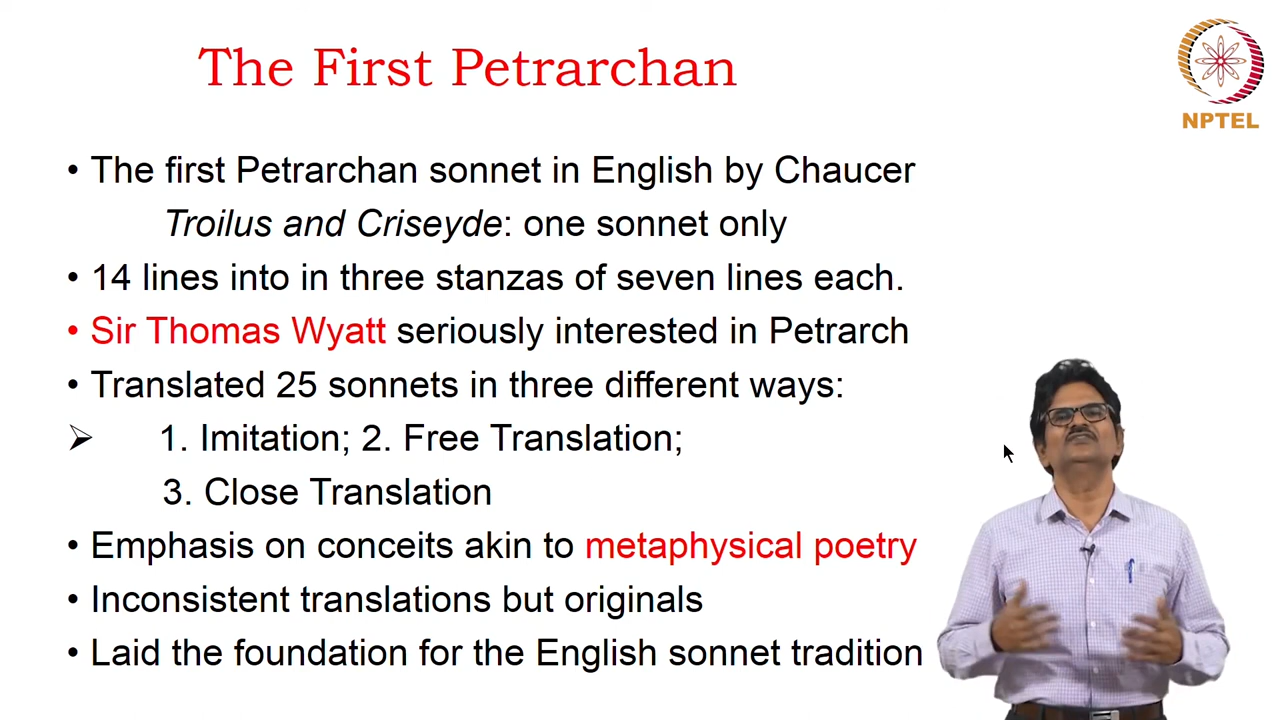 The First Petrarchan
NPTEL
• The first Petrarchan sonnet in English by Chaucer
Troilus and Criseyde: one sonnet only
• 14 lines into in three stanzas of seven lines each.
• Sir Thomas Wyatt seriously interested in Petrarch
• Translated 25 sonnets in three different ways:
➢ 1. Imitation; 2. Free Translation;
3. Close Translation
• Emphasis on conceits akin to metaphysical poetry
• Inconsistent translations but originals
• Laid the foundation for the English sonnet tradition